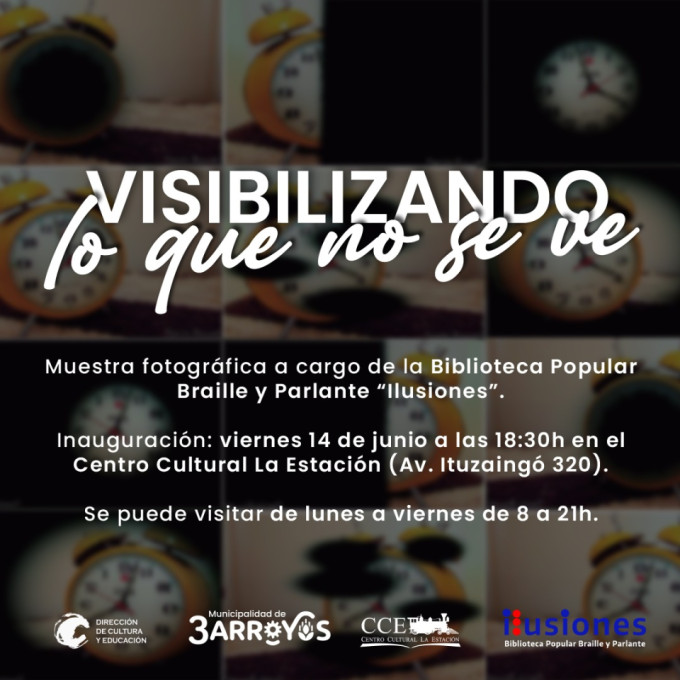 VISIBILIZANDO
lo que no se ve
Muestra fotográfica a cargo de la Biblioteca Popular
Braille y Parlante “Ilusiones”.
Inauguración: viernes 14 de junio a las 18:30h en el
Centro Cultural La Estación (Av. Ituzaingó 320).
Se puede visitar de lunes a viernes de 8 a 21h.
DIRECCIÓN
DE CULTURA
Y EDUCACIÓN
Municipalidad de
3ARROYOS
CCE
CENTRO CULTURAL LA ESTACIÓN
ilusiones
Biblioteca Popular Braille y Parlante